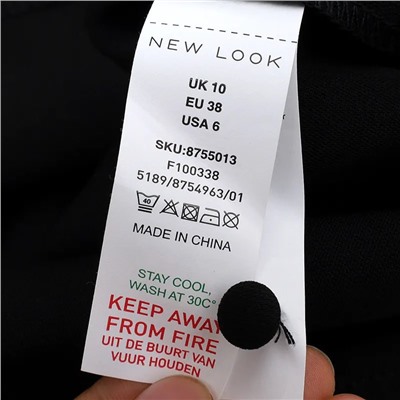 NEW LOOK
UK 10
EU 38
USA 6
SKU:8755013
F100338
5189/8754963/01
40
MADE IN CHINA
STAY COOL,
WASH AT 30C°
KEEP AWAY
FROM FIRE
UIT DE BUURT VAN
VUUR HOUDEN